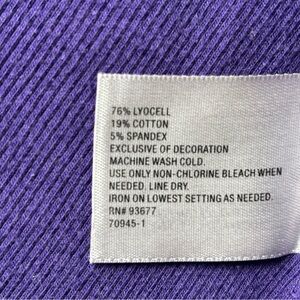 76% LYOCELL
19% COTTON
5% SPANDEX
EXCLUSIVE OF DECORATION
MACHINE WASH COLD.
USE ONLY NON-CHLORINE BLEACH WHEN
NEEDED. LINE DRY.
IRON ON LOWEST SETTING AS NEEDED.
RN# 93677
70945-1